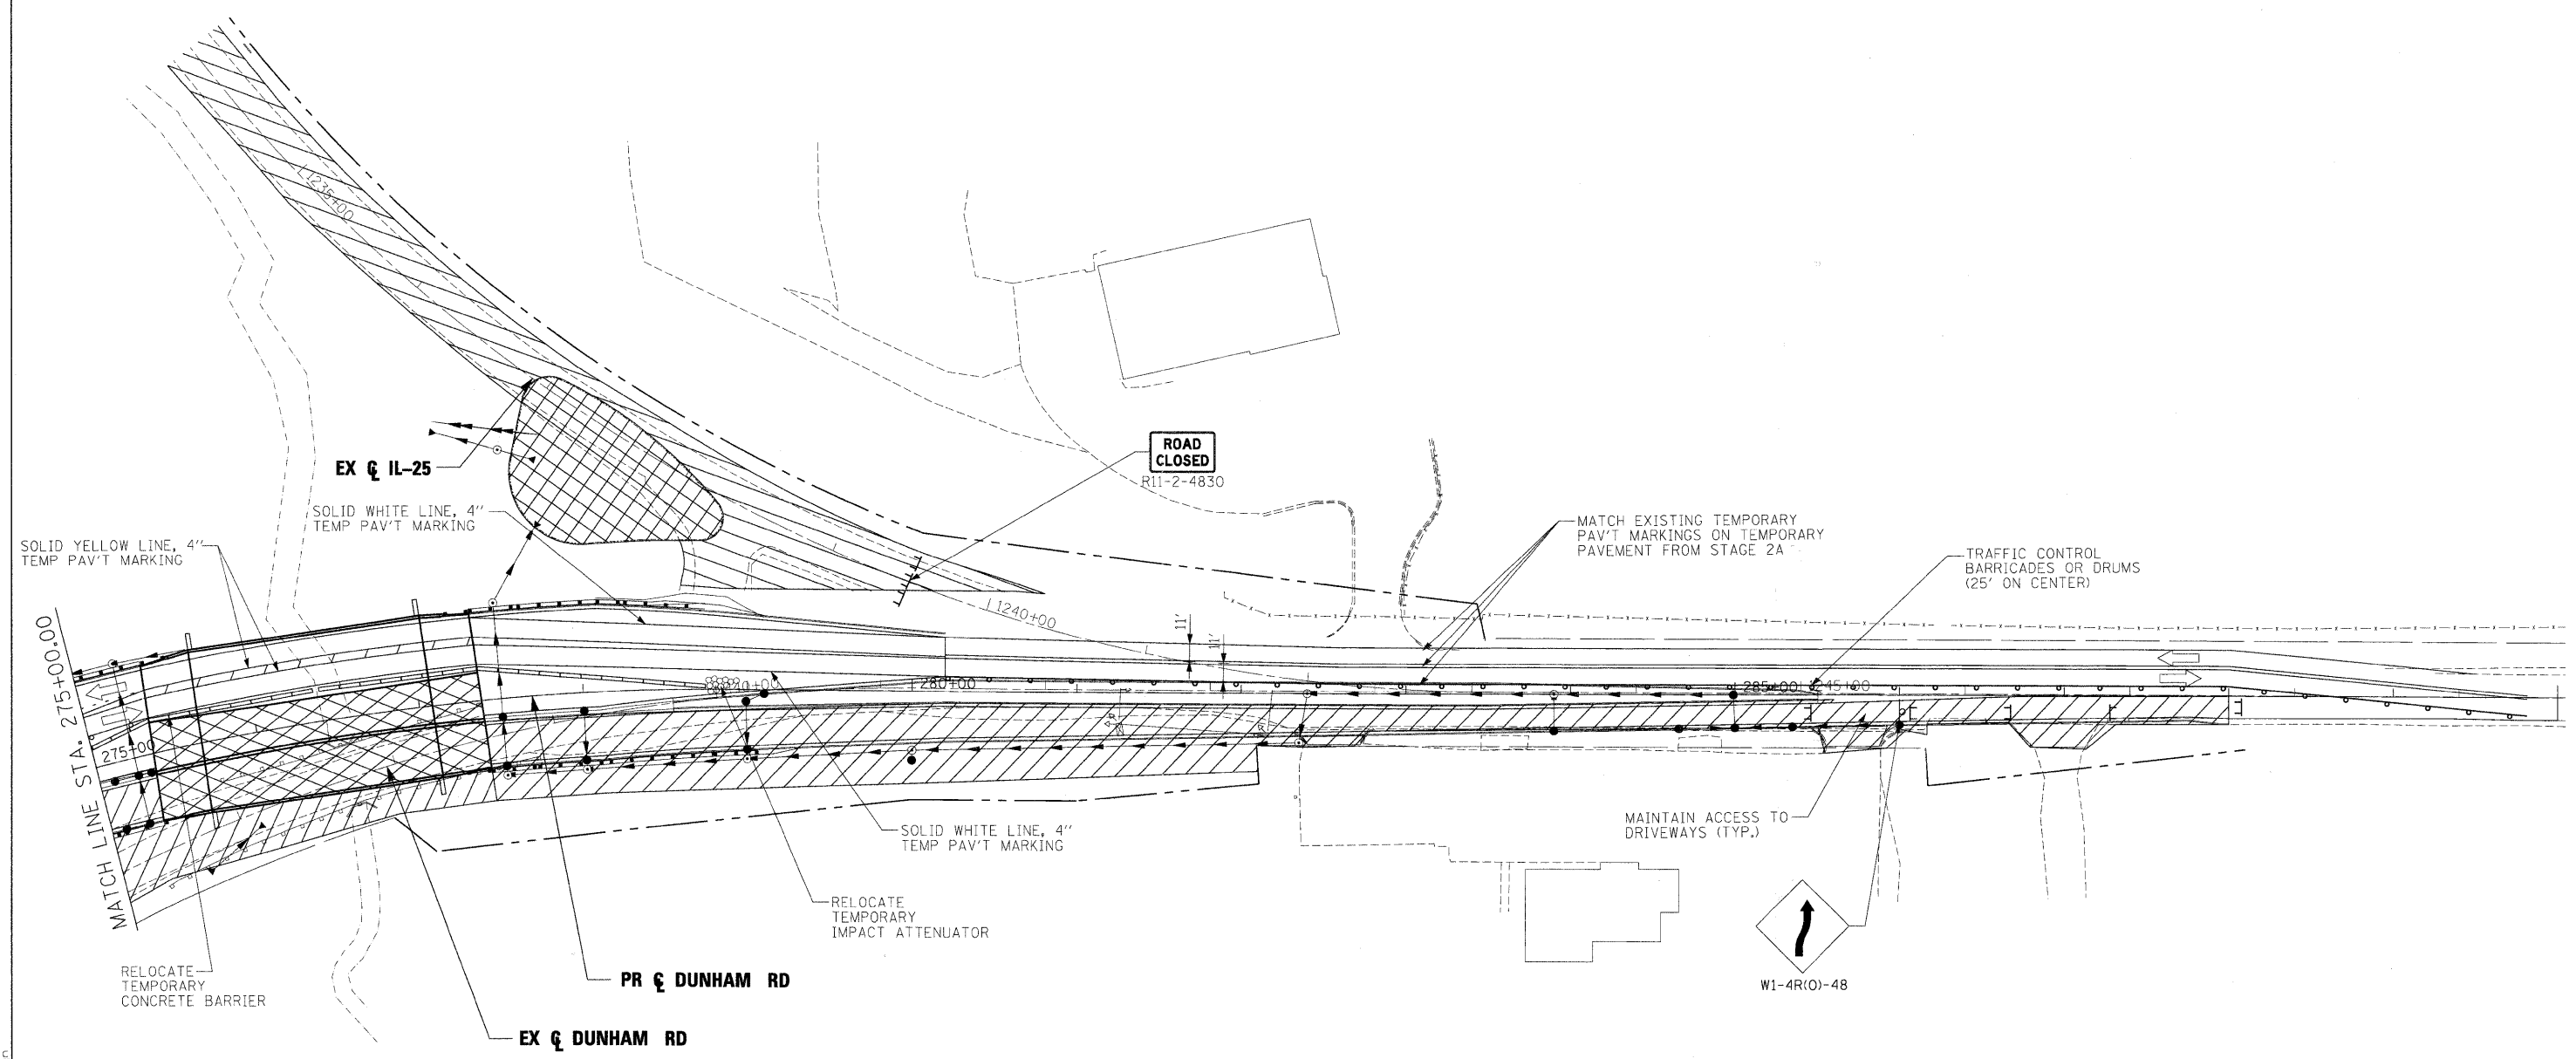 1235+00
ROAD
CLOSED
R11-2-4830
EX ℄ IL-25
SOLID WHITE LINE, 4"
TEMP PAV'T MARKING
SOLID YELLOW LINE, 4"
TEMP PAV'T MARKING
MATCH EXISTING TEMPORARY
PAV'T MARKINGS ON TEMPORARY
PAVEMENT FROM STAGE 2A
TRAFFIC CONTROL
BARRICADES OR DRUMS
(25' ON CENTER)
1240+00
11'
11'
MATCH LINE STA. 275+00.00
275+00
280+00
285+00
1245+00
SOLID WHITE LINE, 4"
TEMP PAV'T MARKING
MAINTAIN ACCESS TO
DRIVEWAYS (TYP.)
RELOCATE
TEMPORARY
IMPACT ATTENUATOR
RELOCATE
TEMPORARY
CONCRETE BARRIER
PR ℄ DUNHAM RD
EX ℄ DUNHAM RD
W1-4R(O)-48